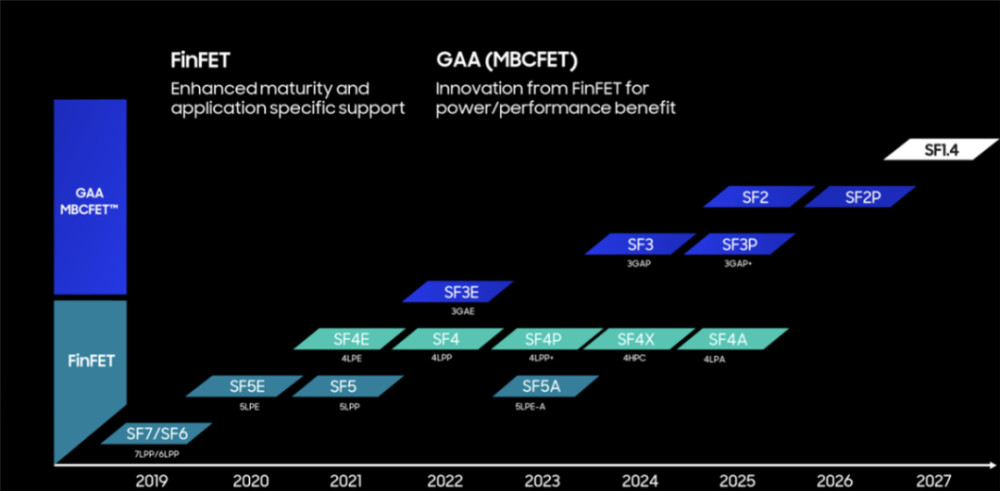 FinFET
Enhanced maturity and
application specific support
GAA (MBCFET)
Innovation from FinFET for
power/performance benefit
GAA
MBCFET™
FinFET
SF1.4
SF2
SF2P
SF3
3GAP
SF3P
3GAP+
SF3E
3GAE
SF4E
4LPE
SF4
4LPP
SF4P
4LPP+
SF4X
4HPC
SF4A
4LPA
SF5E
5LPE
SF5
5LPP
SF5A
5LPE-A
SF7/SF6
7LPP/6LPP
2019
2020
2021
2022
2023
2024
2025
2026
2027